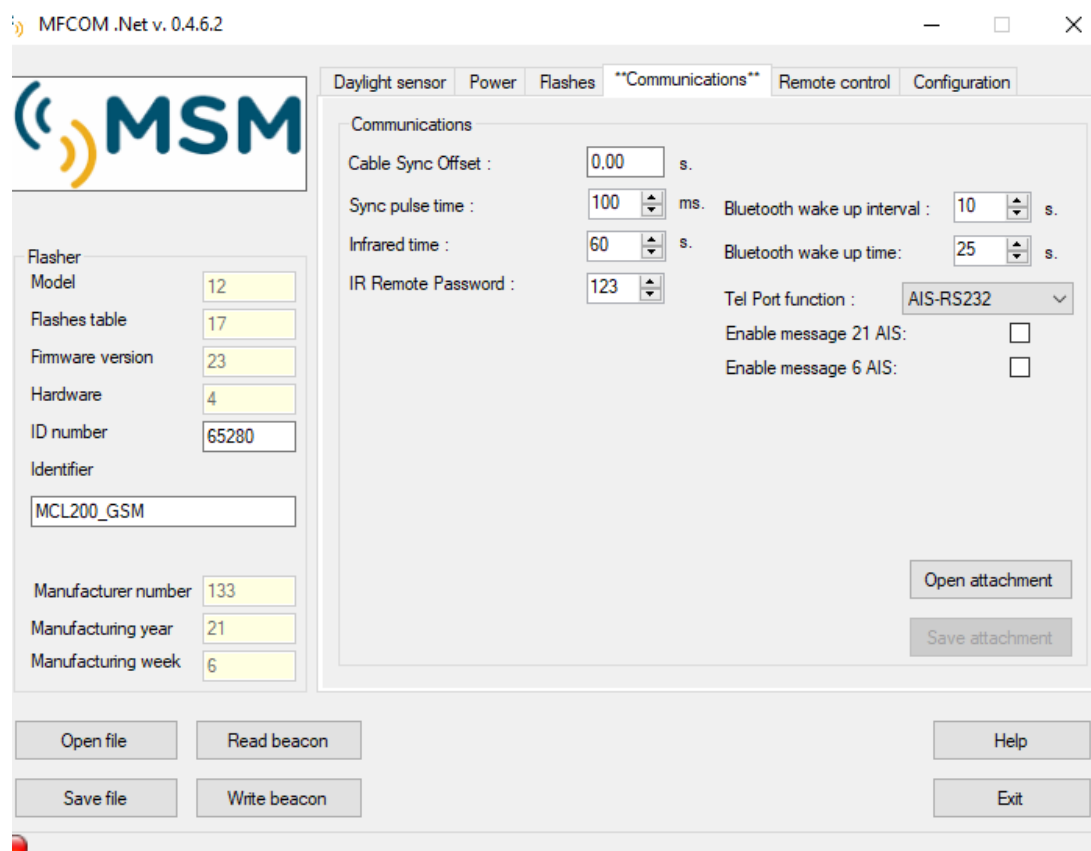 MFCOM .Net v. 0.4.6.2
MSM
Daylight sensor Power Flashes **Communications** Remote control Configuration
Communications
Cable Sync Offset : 0,00 s.
Sync pulse time : 100 ms. Bluetooth wake up interval : 10 s.
Infrared time : 60 s. Bluetooth wake up time: 25 s.
IR Remote Password : 123
Tel Port function : AIS-RS232
Enable message 21 AIS:
Enable message 6 AIS:
Flasher
Model 12
Flashes table 17
Firmware version 23
Hardware 4
ID number 65280
Identifier
MCL200_GSM
Manufacturer number 133
Manufacturing year 21
Manufacturing week 6
Open attachment
Save attachment
Open file Read beacon Help
Save file Write beacon Exit